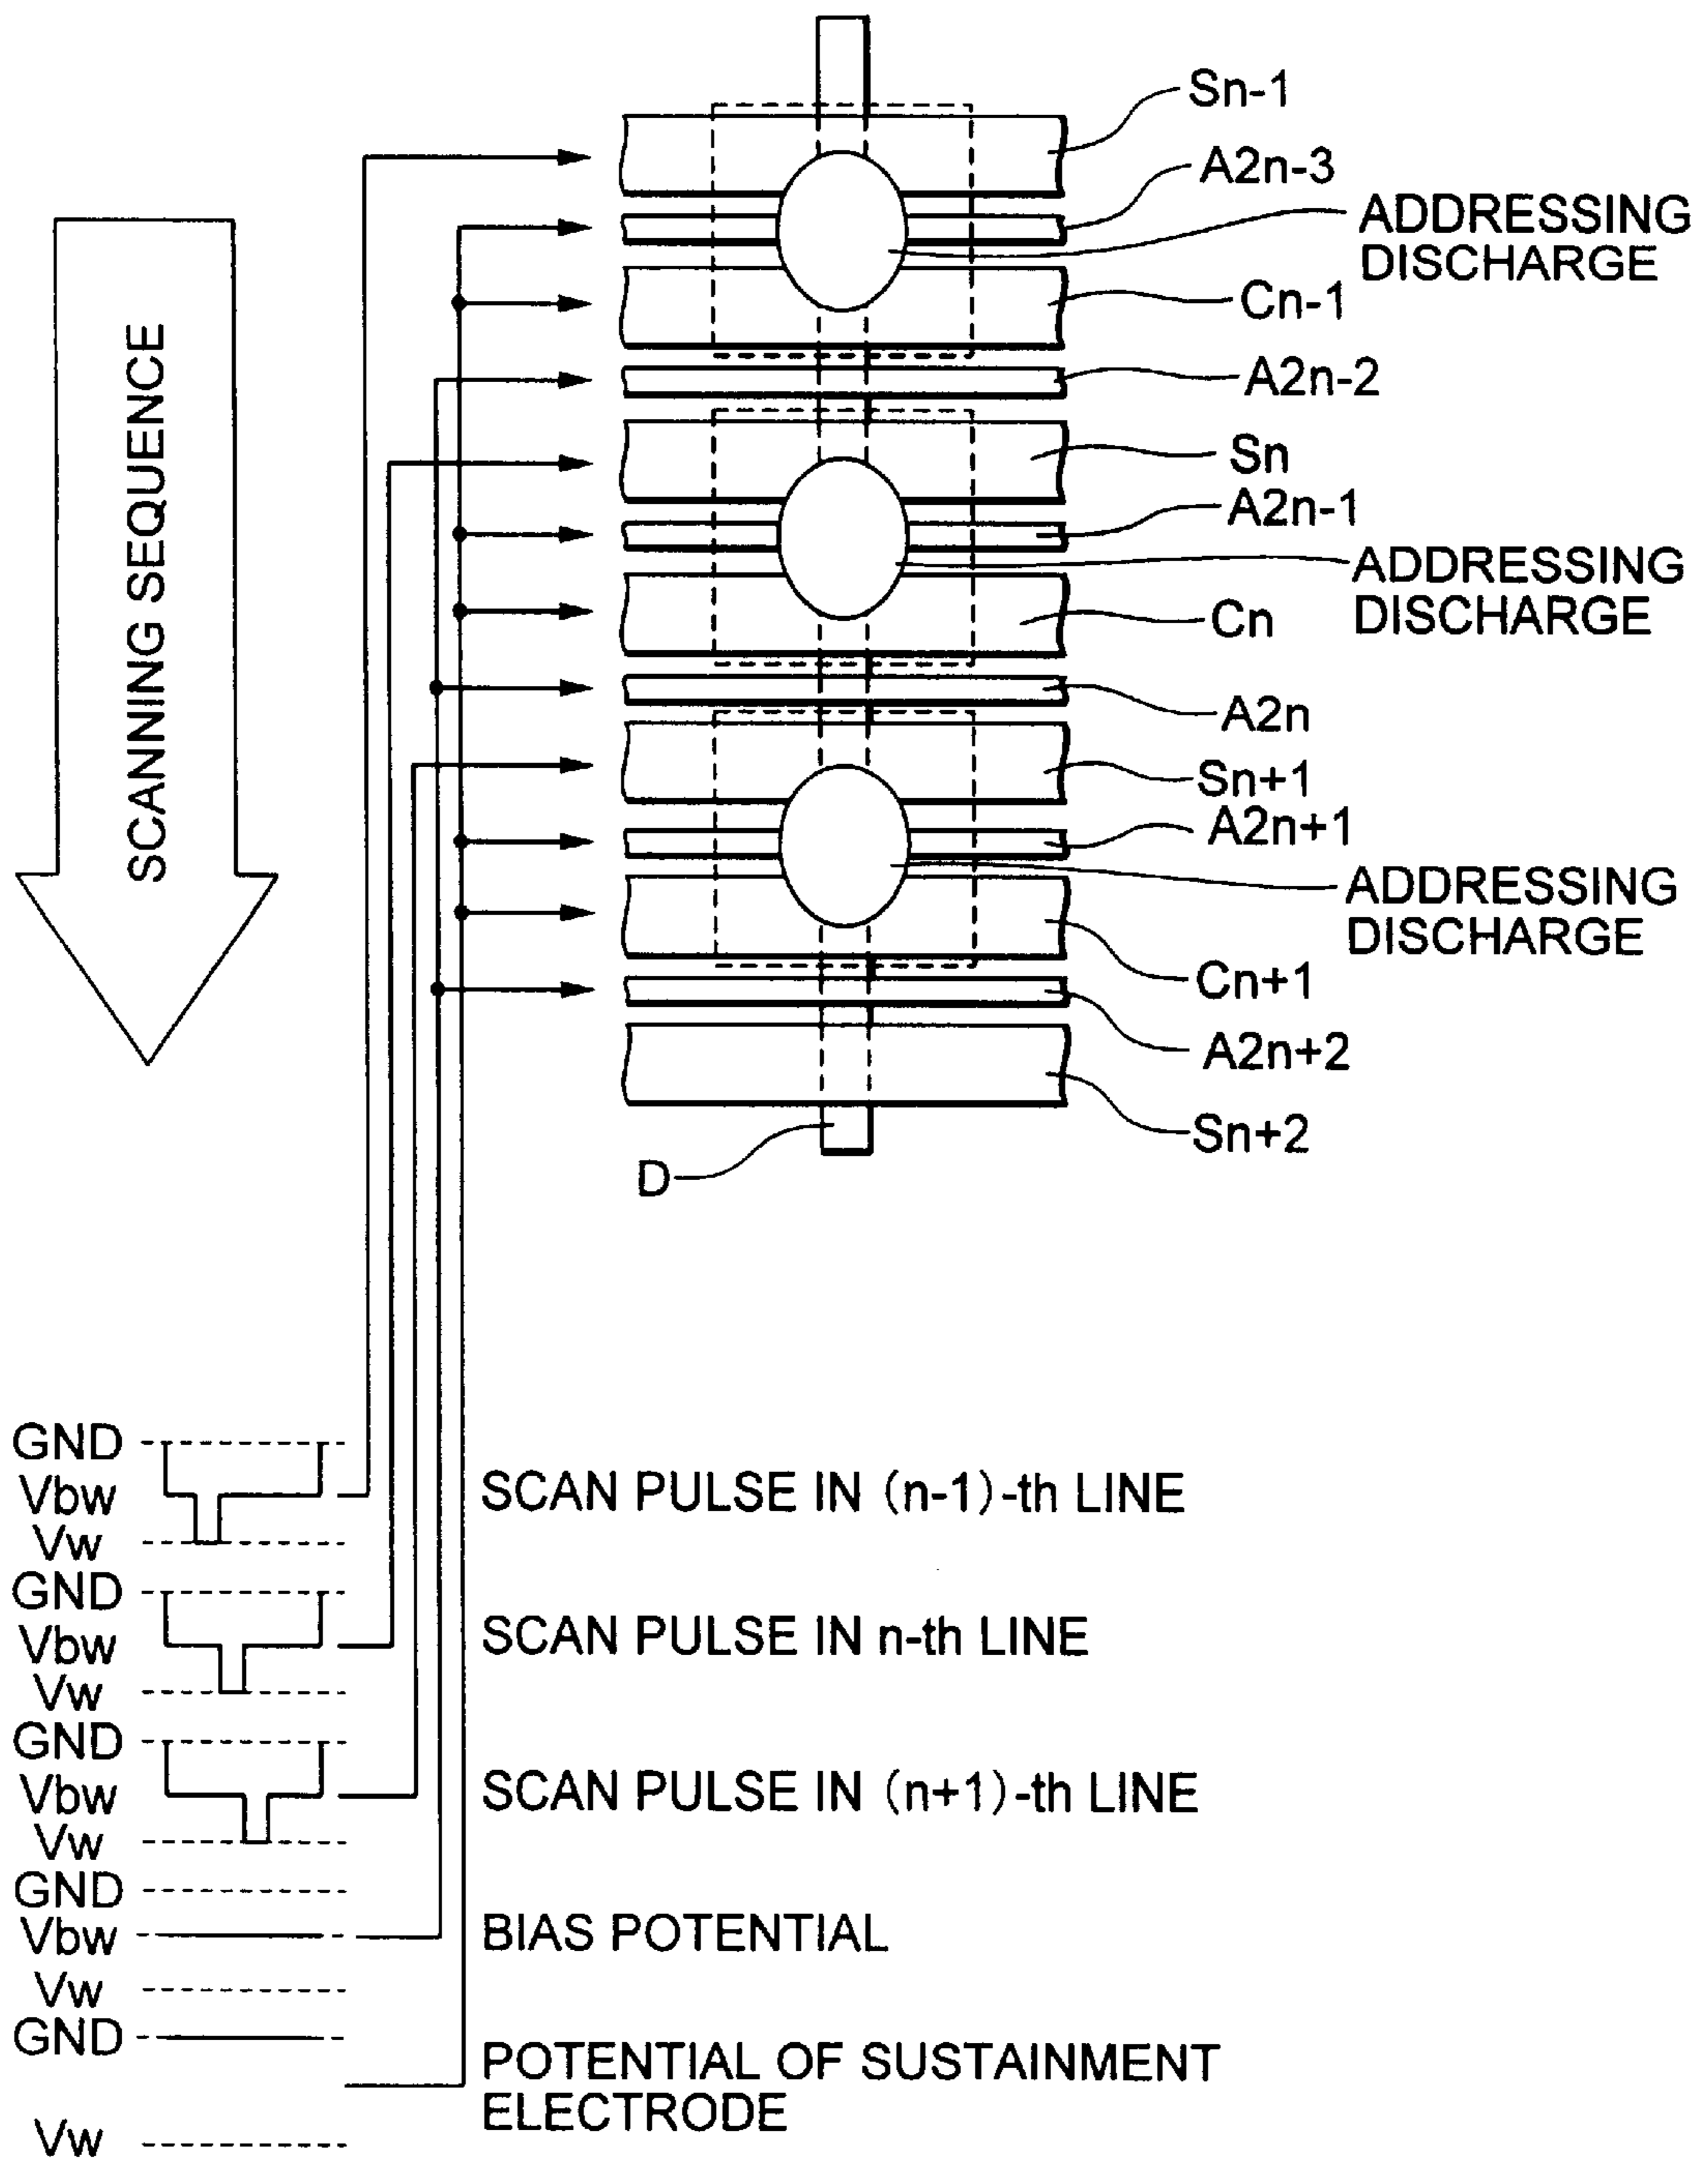 SCANNING SEQUENCE
Sn-1
A2n-3
ADDRESSING
DISCHARGE
Cn-1
A2n-2
Sn
A2n-1
ADDRESSING
DISCHARGE
Cn
A2n
Sn+1
A2n+1
ADDRESSING
DISCHARGE
Cn+1
A2n+2
Sn+2
D
GND
Vbw
Vw
SCAN PULSE IN (n-1)-th LINE
GND
Vbw
Vw
SCAN PULSE IN n-th LINE
GND
Vbw
Vw
SCAN PULSE IN (n+1)-th LINE
GND
Vbw
Vw
BIAS POTENTIAL
GND
Vw
POTENTIAL OF SUSTAINMENT
ELECTRODE